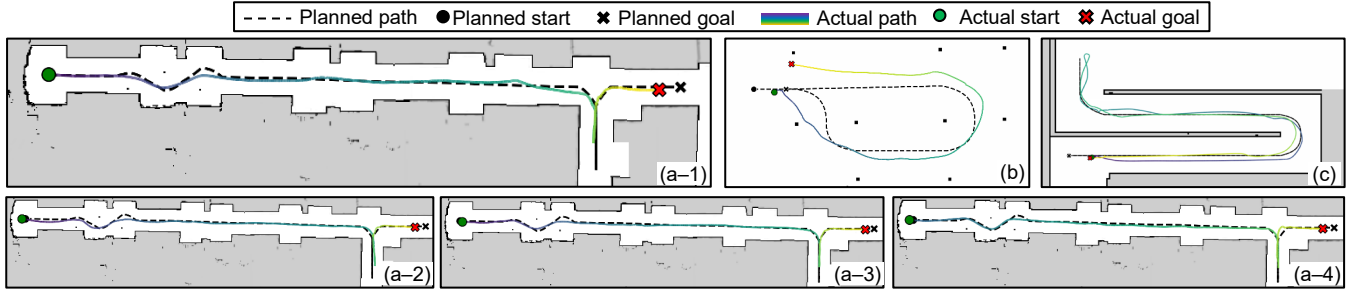 Planned path Planned start Planned goal Actual path Actual start Actual goal
(a–1)
(b)
(c)
(a–2)
(a–3)
(a–4)